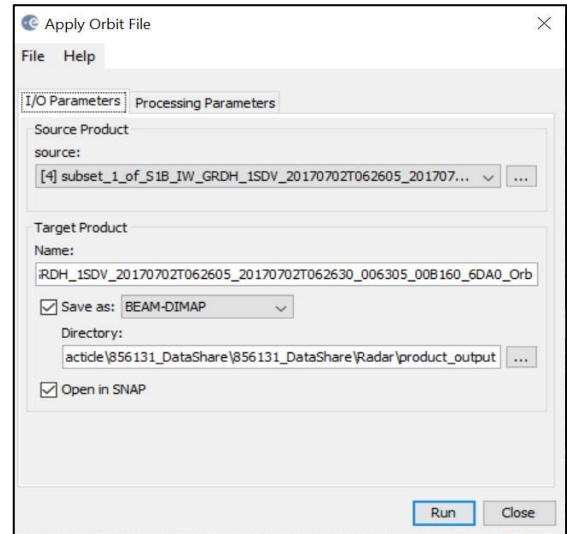 Apply Orbit File
File Help
I/O Parameters Processing Parameters
Source Product
source:
[4] subset_1_of_S1B_IW_GRDH_1SDV_20170702T062605_201707... ...
Target Product
Name:
iRDH_1SDV_20170702T062605_20170702T062630_006305_00B160_6DA0_Orb
Save as: BEAM-DIMAP
Directory:
acticle\856131_DataShare\856131_DataShare\Radar\product_output ...
Open in SNAP
Run Close